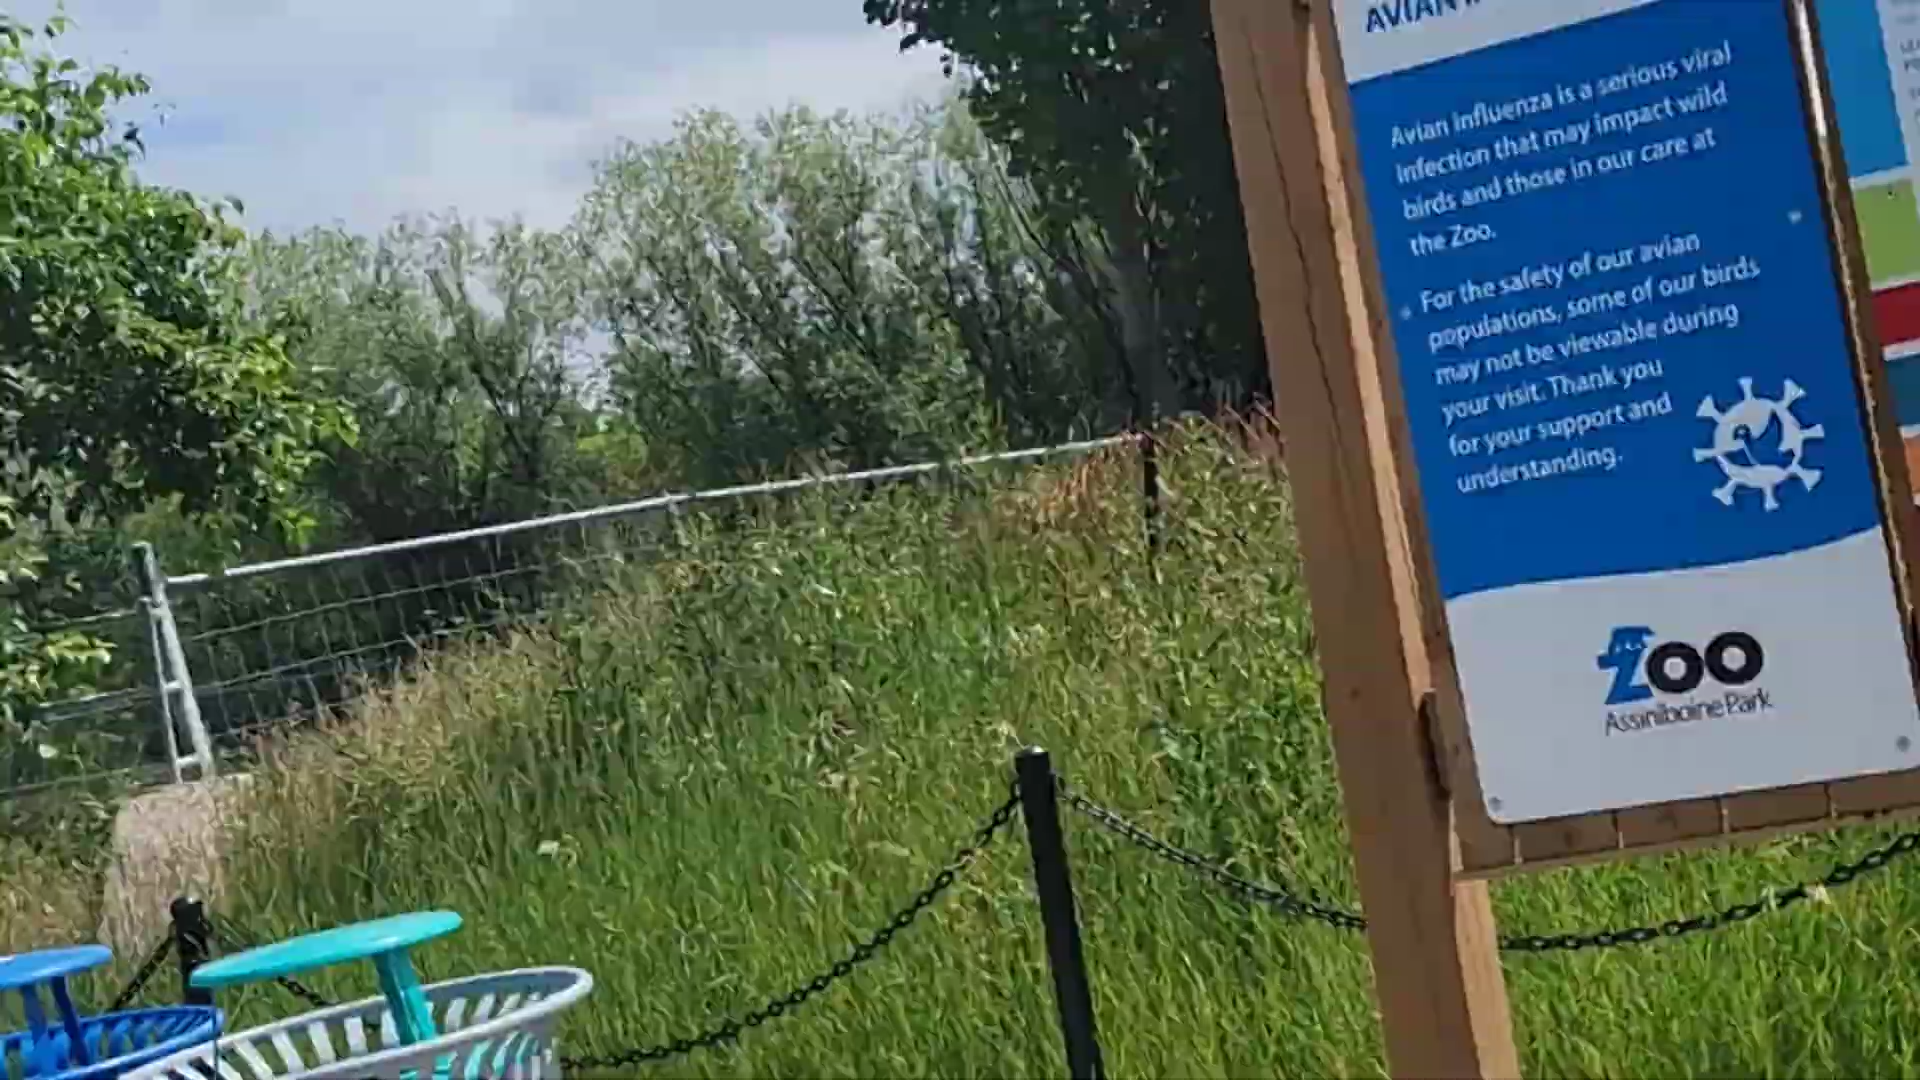 AVIAN
Avian influenza is a serious viral
infection that may impact wild
birds and those in our care at
the Zoo.
For the safety of our avian
populations, some of our birds
may not be viewable during
your visit. Thank you
for your support and
understanding.
Zoo
Assiniboine Park